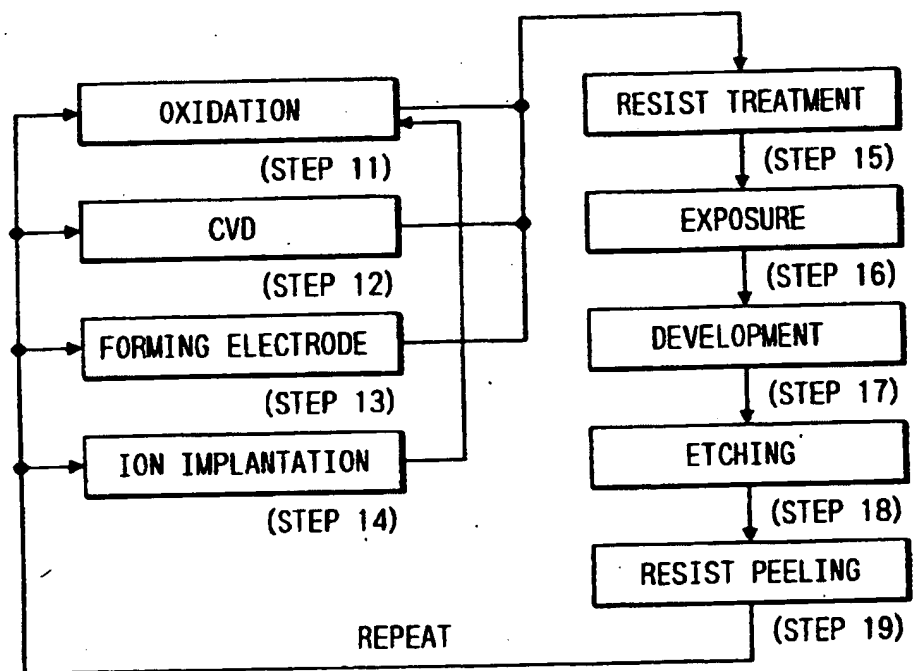 OXIDATION
(STEP 11)
CVD
(STEP 12)
FORMING ELECTRODE
(STEP 13)
ION IMPLANTATION
(STEP 14)
RESIST TREATMENT
(STEP 15)
EXPOSURE
(STEP 16)
DEVELOPMENT
(STEP 17)
ETCHING
(STEP 18)
RESIST PEELING
(STEP 19)
REPEAT